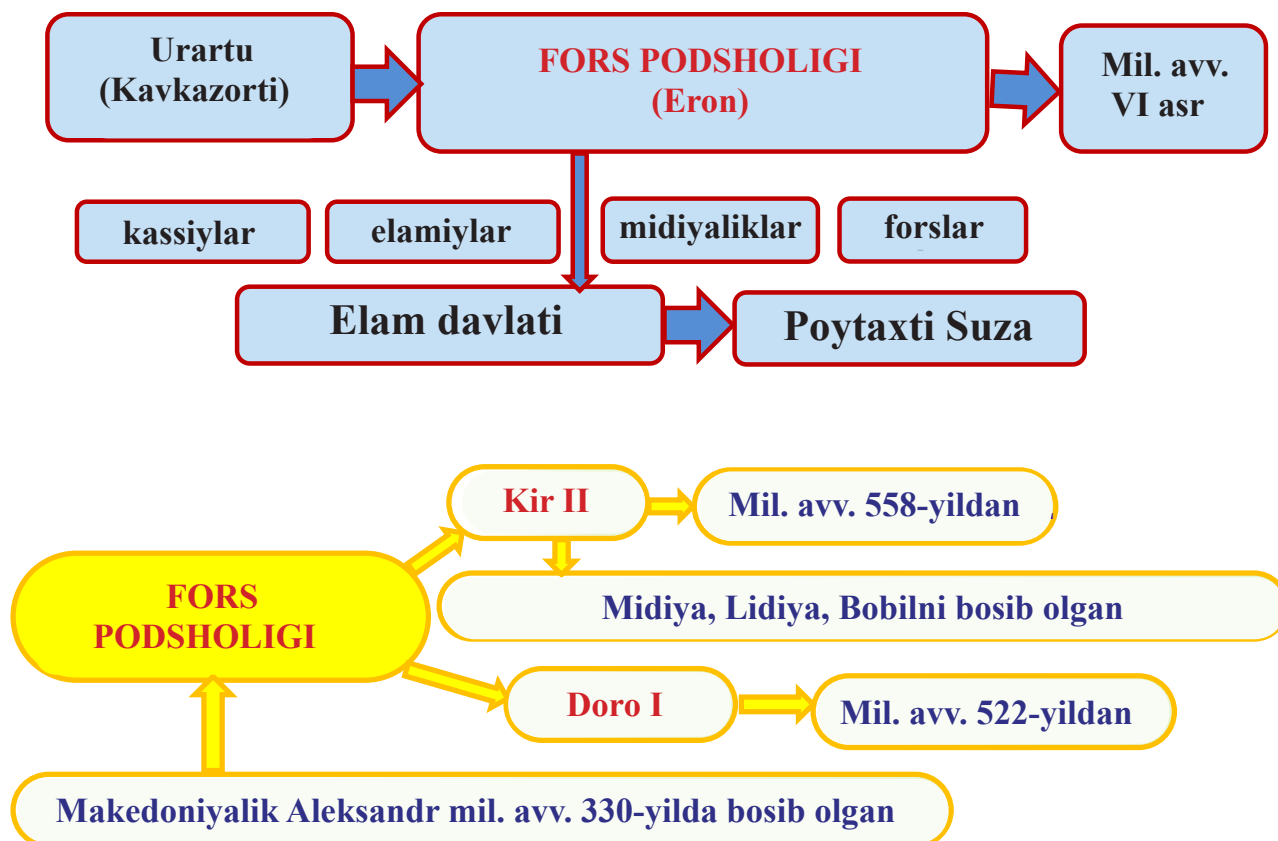 Urartu
(Kavkazorti)
FORS PODSHOLIGI
(Eron)
Mil. avv.
VI asr
kassiylar
elamiylar
midiyaliklar
forslar
Elam davlati
Poytaxti Suza
Kir II
Mil. avv. 558-yildan
FORS
PODSHOLIGI
Midiya, Lidiya, Bobilni bosib olgan
Doro I
Mil. avv. 522-yildan
Makedoniyalik Aleksandr mil. avv. 330-yilda bosib olgan